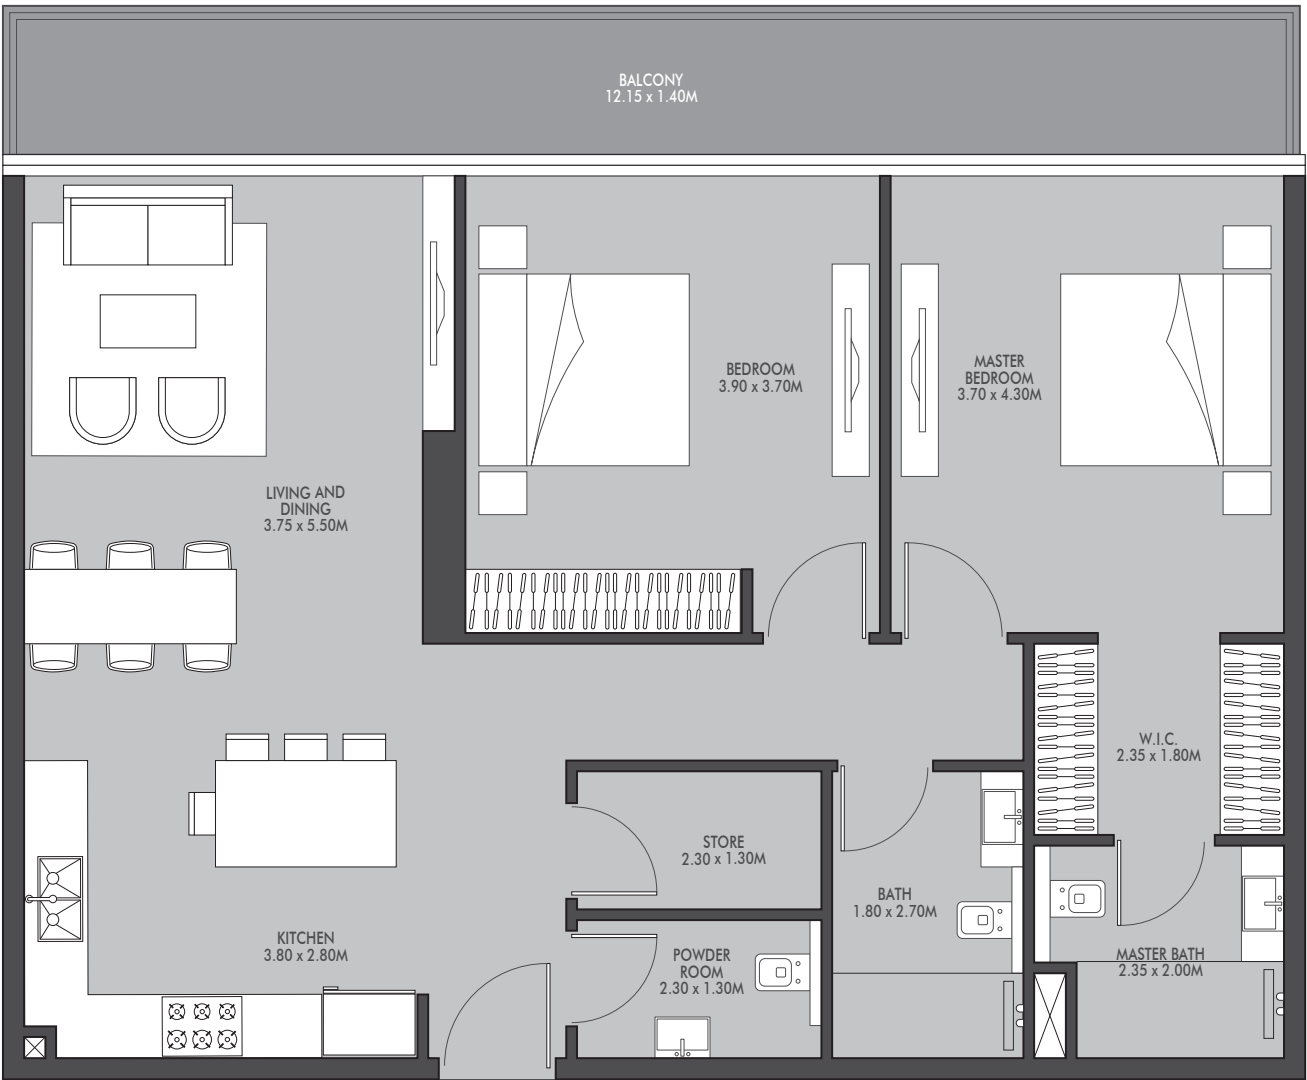 BALCONY
12.15 x 1.40M
BEDROOM
3.90 x 3.70M
MASTER
BEDROOM
3.70 x 4.30M
LIVING AND
DINING
3.75 x 5.50M
W.I.C.
2.35 x 1.80M
STORE
2.30 x 1.30M
BATH
1.80 x 2.70M
KITCHEN
3.80 x 2.80M
POWDER
ROOM
2.30 x 1.30M
MASTER BATH
2.35 x 2.00M